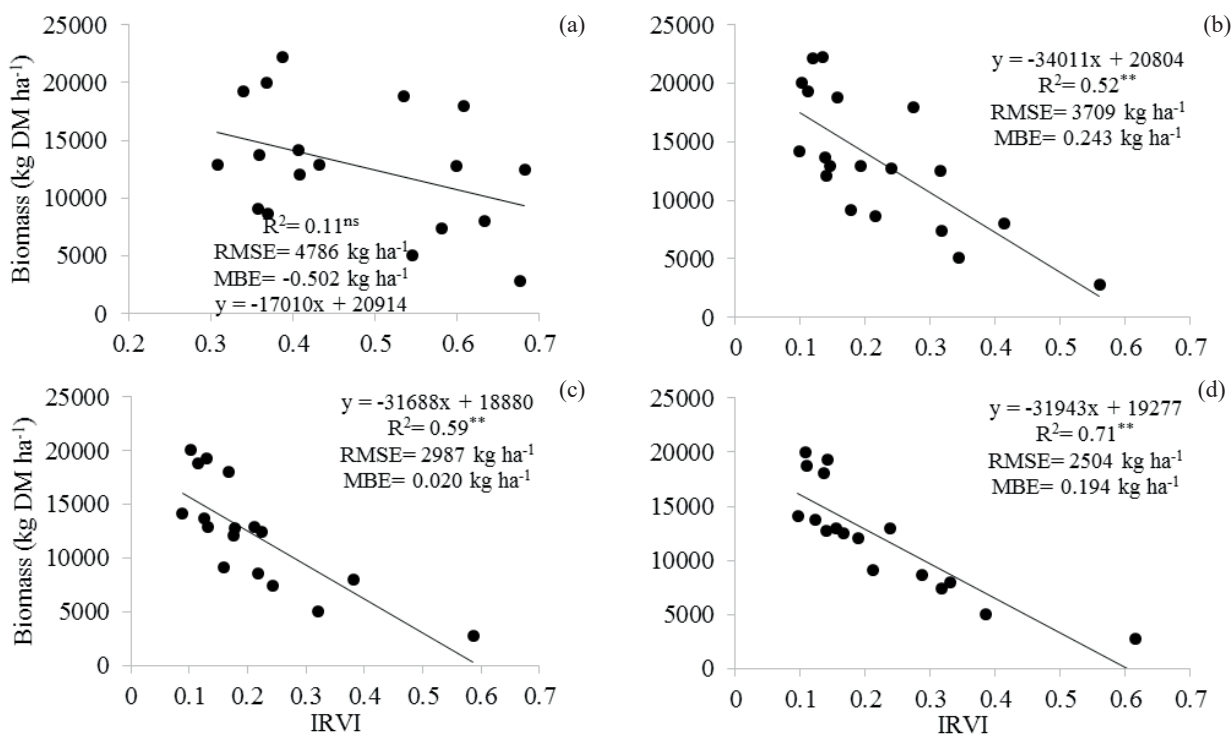 (a)
25000
20000
15000
10000
5000
0
Biomass (kg DM ha⁻¹)
R²= 0.11ⁿˢ
RMSE= 4786 kg ha⁻¹
MBE= -0.502 kg ha⁻¹
y = -17010x + 20914
0.2 0.3 0.4 0.5 0.6 0.7
(b)
25000
20000
15000
10000
5000
0
y = -34011x + 20804
R²= 0.52**
RMSE= 3709 kg ha⁻¹
MBE= 0.243 kg ha⁻¹
0 0.1 0.2 0.3 0.4 0.5 0.6 0.7
(c)
25000
20000
15000
10000
5000
0
Biomass (kg DM ha⁻¹)
y = -31688x + 18880
R²= 0.59**
RMSE= 2987 kg ha⁻¹
MBE= 0.020 kg ha⁻¹
0 0.1 0.2 0.3 0.4 0.5 0.6 0.7
IRVI
(d)
25000
20000
15000
10000
5000
0
y = -31943x + 19277
R²= 0.71**
RMSE= 2504 kg ha⁻¹
MBE= 0.194 kg ha⁻¹
0 0.1 0.2 0.3 0.4 0.5 0.6 0.7
IRVI